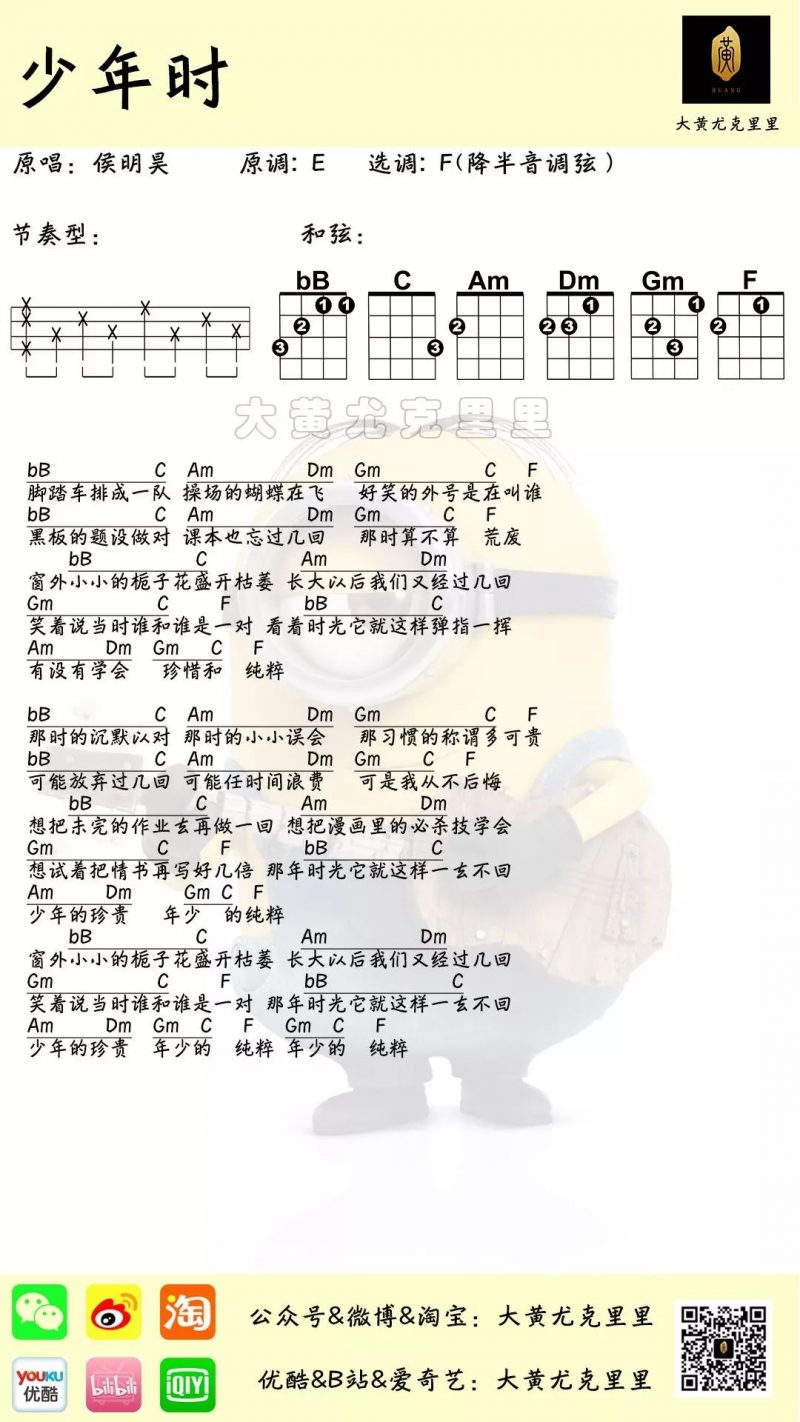 少年时
黄
HUANG
大黄尤克里里
原唱：侯明昊 原调：E 选调：F(降半音调弦)
节奏型： 和弦：
bB C Am Dm Gm F
1 1 2 3
3
2
1 2 3
1 2 3
1 2
大黄尤克里里
bB C Am Dm Gm C F
脚踏车排成一队 操场的蝴蝶在飞 好笑的外号是在叫谁
bB C Am Dm Gm C F
黑板的题没做对 课本也忘过几回 那时算不算 荒废
bB C Am Dm
窗外小小的栀子花盛开枯萎 长大以后我们又经过几回
Gm C F bB C
笑着说当时谁和谁是一对 看着时光它就这样弹指一挥
Am Dm Gm C F
有没有学会 珍惜和 纯粹
bB C Am Dm Gm C F
那时的沉默以对 那时的小小误会 那习惯的称谓多可贵
bB C Am Dm Gm C F
可能放弃过几回 可能任时间浪费 可是我从不后悔
bB C Am Dm
想把未完的作业去再做一回 想把漫画里的必杀技学会
Gm C F bB C
想试着把情书再写好几倍 那年时光它就这样一去不回
Am Dm Gm C F
少年的珍贵 年少 的纯粹
bB C Am Dm
窗外小小的栀子花盛开枯萎 长大以后我们又经过几回
Gm C F bB C
笑着说当时谁和谁是一对 那年时光它就这样一去不回
Am Dm Gm C F Gm C F
少年的珍贵 年少的 纯粹 年少的 纯粹
淘
公众号&微博&淘宝：大黄尤克里里
YOUKU
优酷
bilibili
iQIYI
优酷&B站&爱奇艺：大黄尤克里里